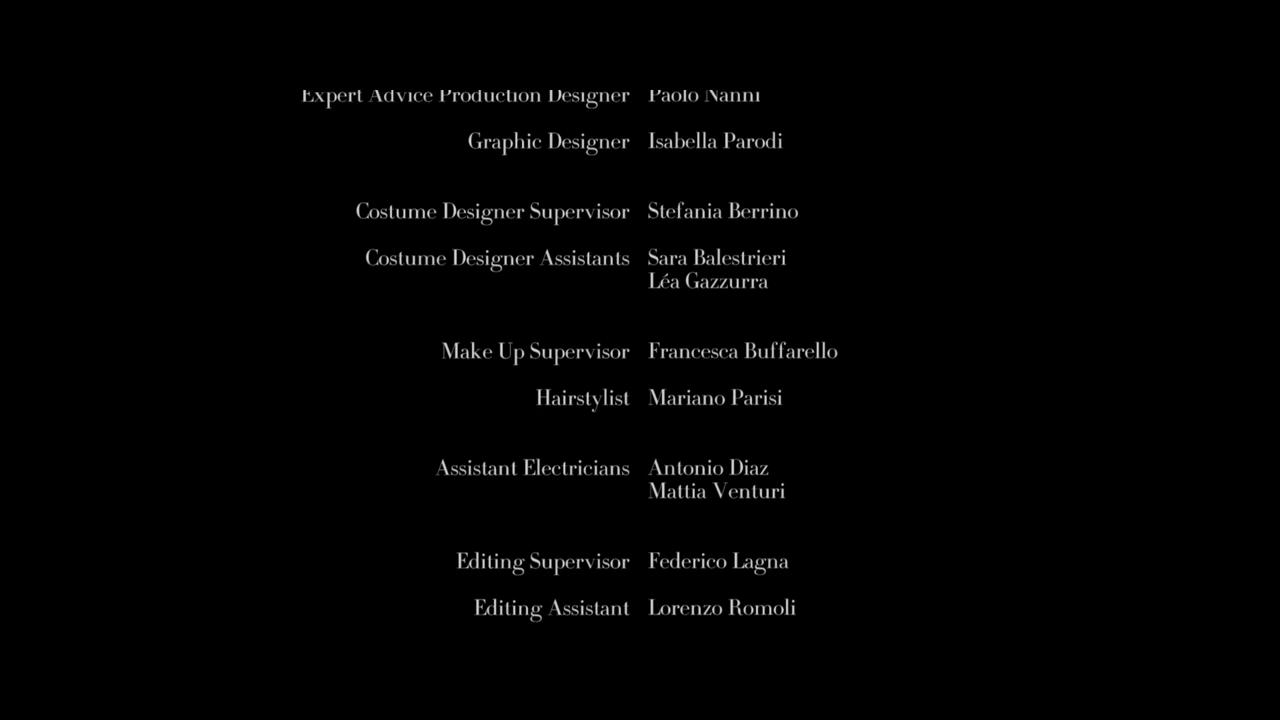 Expert Advice Production Designer Paolo Nanni
Graphic Designer Isabella Parodi
Costume Designer Supervisor Stefania Berrino
Costume Designer Assistants Sara Balestrieri
Léa Gazzurra
Make Up Supervisor Francesca Buffarello
Hairstylist Mariano Parisi
Assistant Electricians Antonio Diaz
Mattia Venturi
Editing Supervisor Federico Lagna
Editing Assistant Lorenzo Romoli